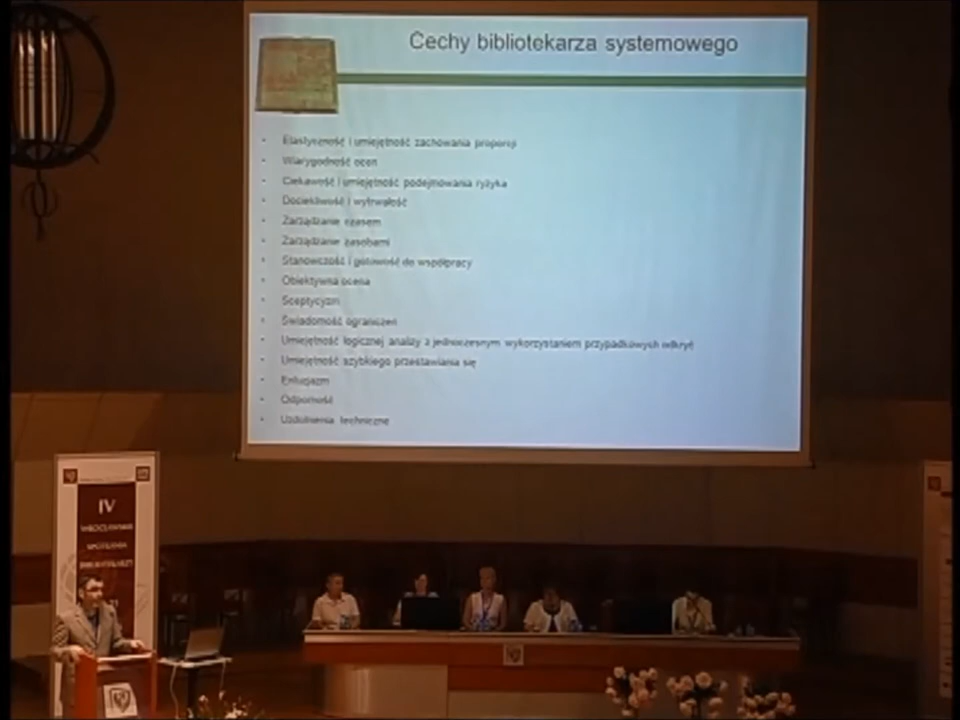 Cechy bibliotekarza systemowego
Elastyczność i umiejętność zachowania proporcji
Wiarygodność ocen
Ciekawość i umiejętność podejmowania ryzyka
Dociekliwość i wytrwałość
Zarządzanie czasem
Zarządzanie zasobami
Stanowczość i gotowość do współpracy
Obiektywna ocena
Sceptycyzm
Świadomość ograniczeń
Umiejętność logicznej analizy z jednoczesnym wykorzystaniem przypadkowych odkryć
Umiejętność szybkiego przestawiania się
Entuzjazm
Odporność
Uzdolnienia techniczne
IV
WROCŁAWSKIE
SPOTKANIA